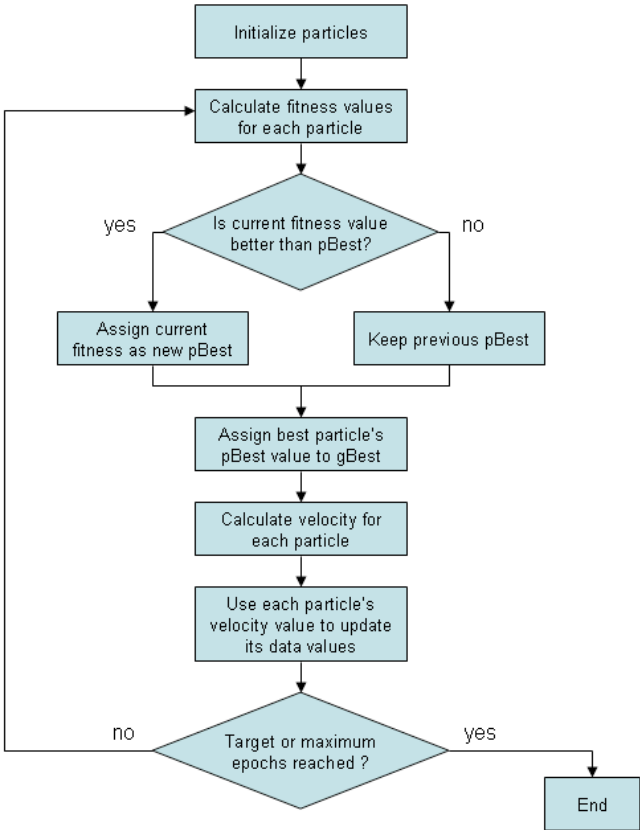 Initialize particles
Calculate fitness values
for each particle
Is current fitness value
better than pBest?
yes
no
Assign current
fitness as new pBest
Keep previous pBest
Assign best particle's
pBest value to gBest
Calculate velocity for
each particle
Use each particle's
velocity value to update
its data values
Target or maximum
epochs reached ?
no
yes
End